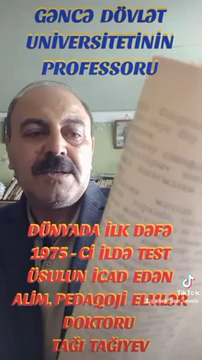 GƏNCƏ DÖVLƏT
UNİVERSİTETİNİN
PROFESSORU
TikTok
DÜNYADA İLK DƏFƏ
1975 - Cİ İLDƏ TEST
ÜSULUN İCAD EDƏN
ALİM. PEDAQOJİ ELMLƏR
DOKTORU
TAĞI TAĞIYEV